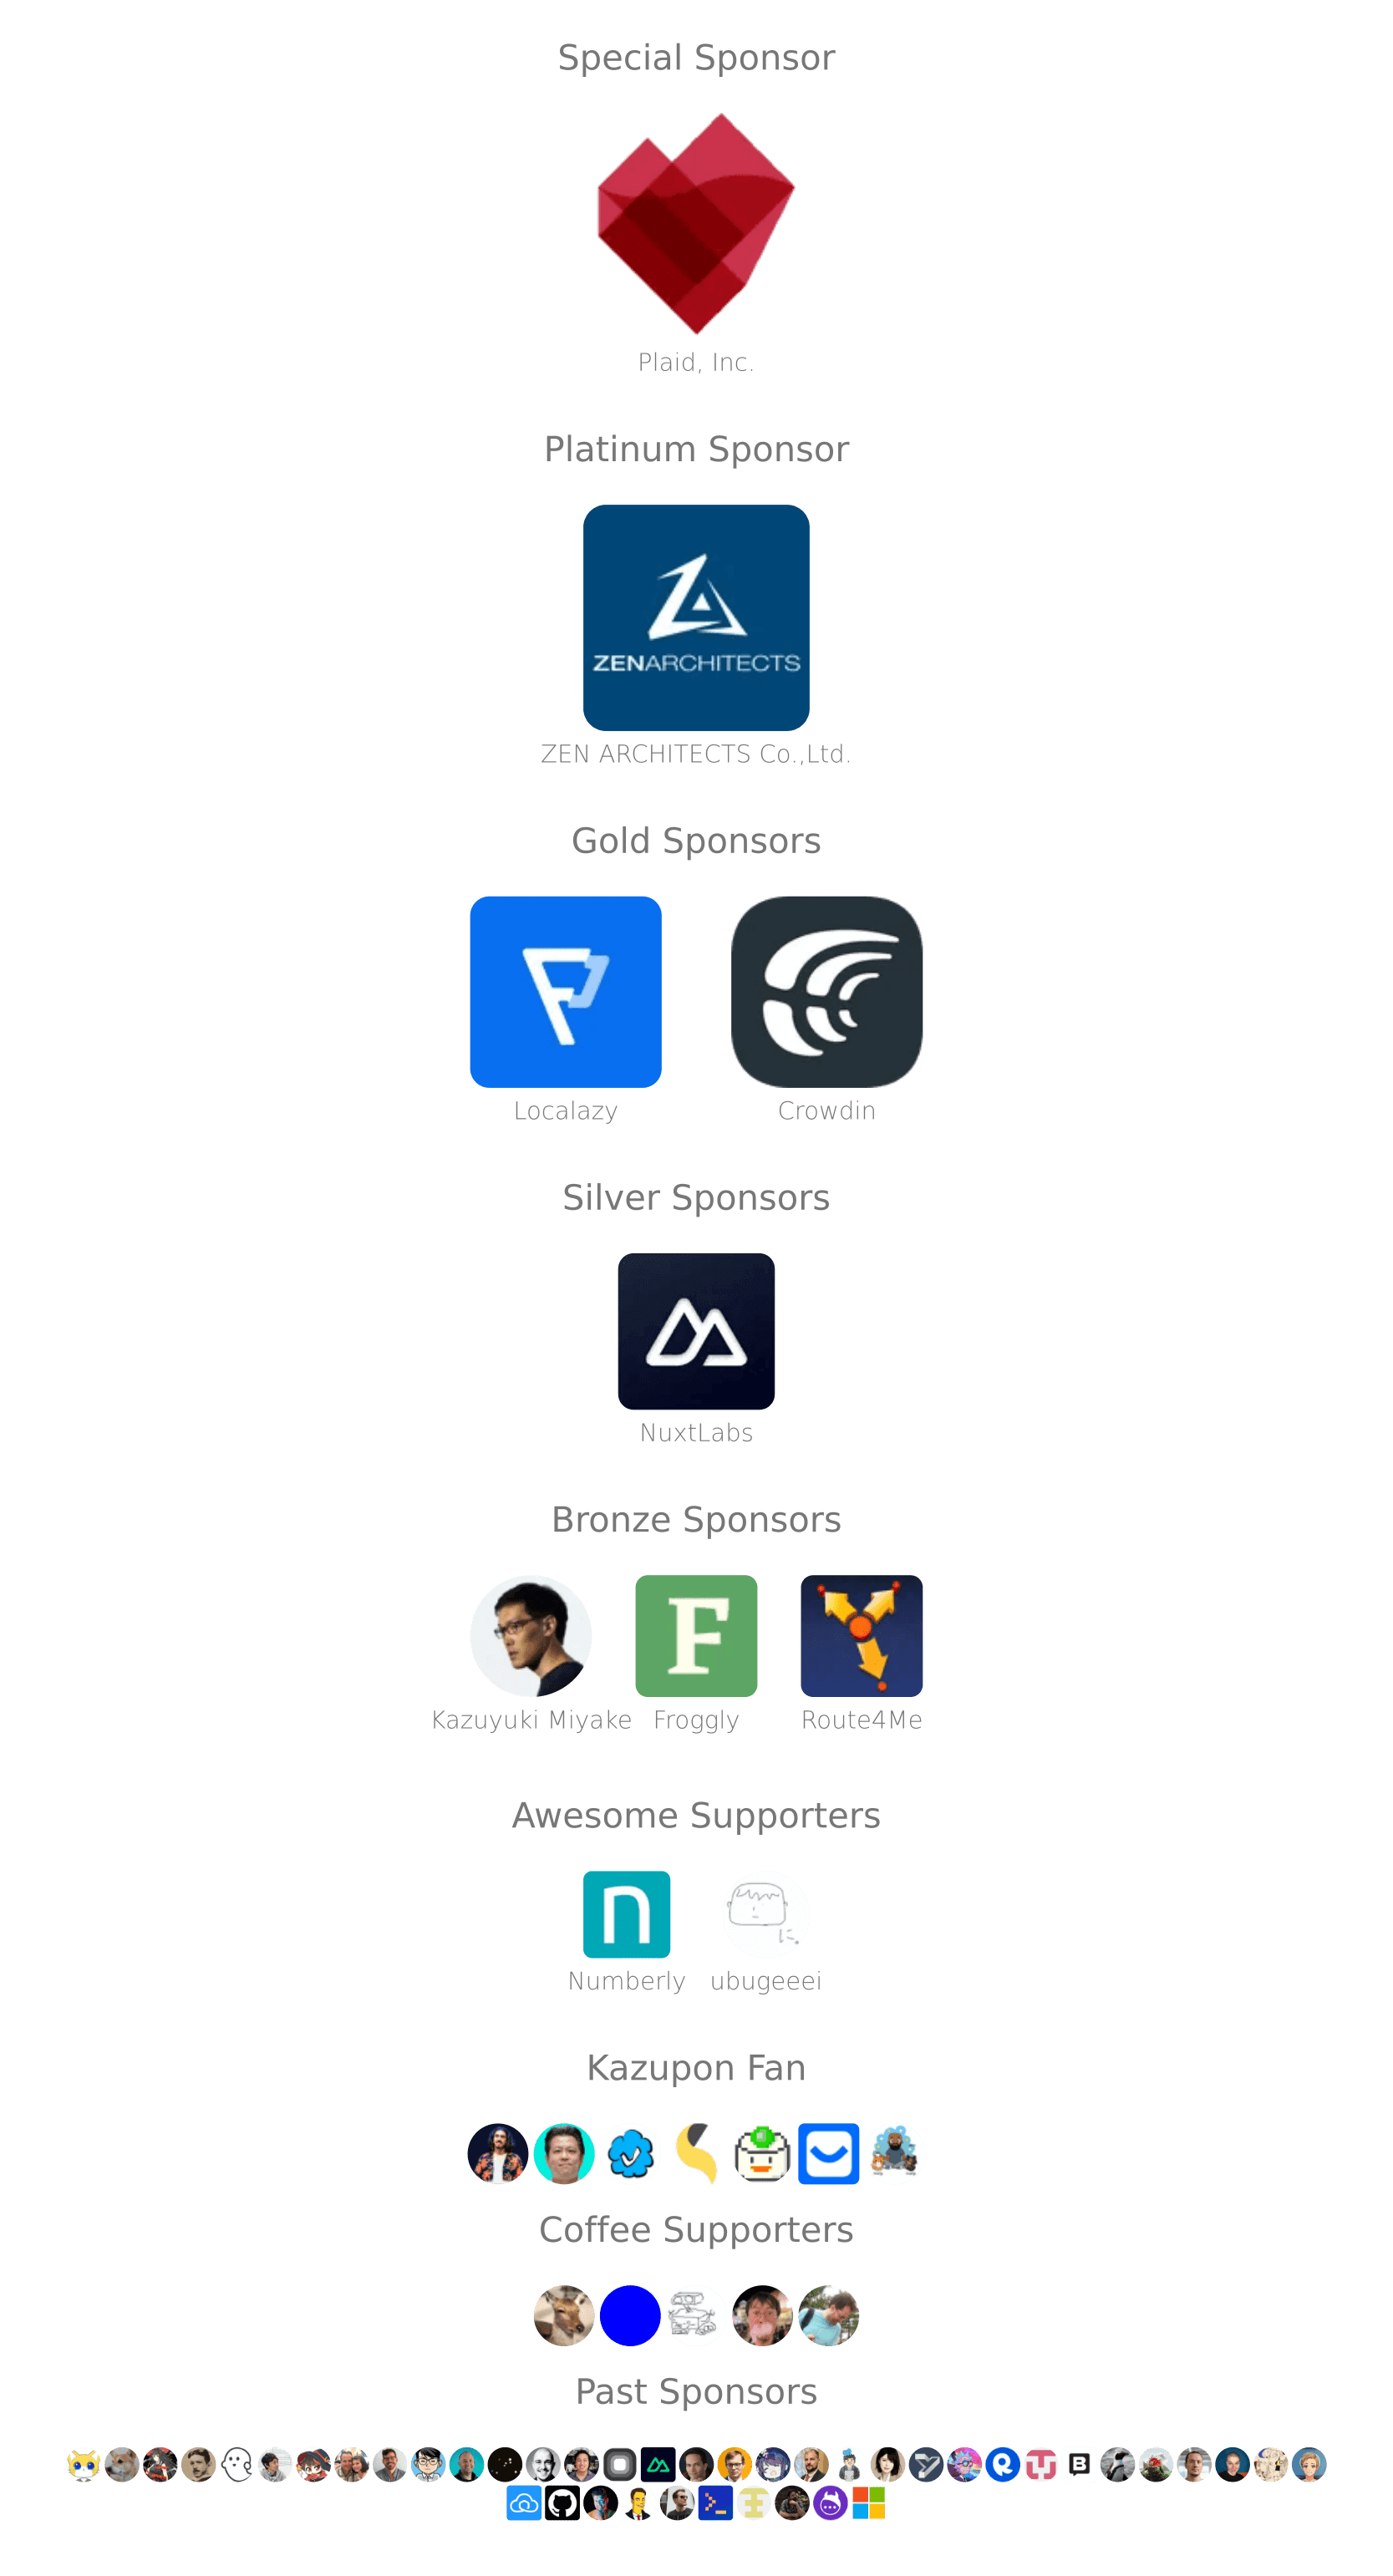 Special Sponsor
Plaid, Inc.
Platinum Sponsor
ZENARCHITECTS
ZEN ARCHITECTS Co.,Ltd.
Gold Sponsors
Localazy
Crowdin
Silver Sponsors
NuxtLabs
Bronze Sponsors
F
Kazuyuki Miyake
Froggly
Route4Me
Awesome Supporters
n
に。
Numberly
ubugeeei
Kazupon Fan
Coffee Supporters
Past Sponsors
R
B